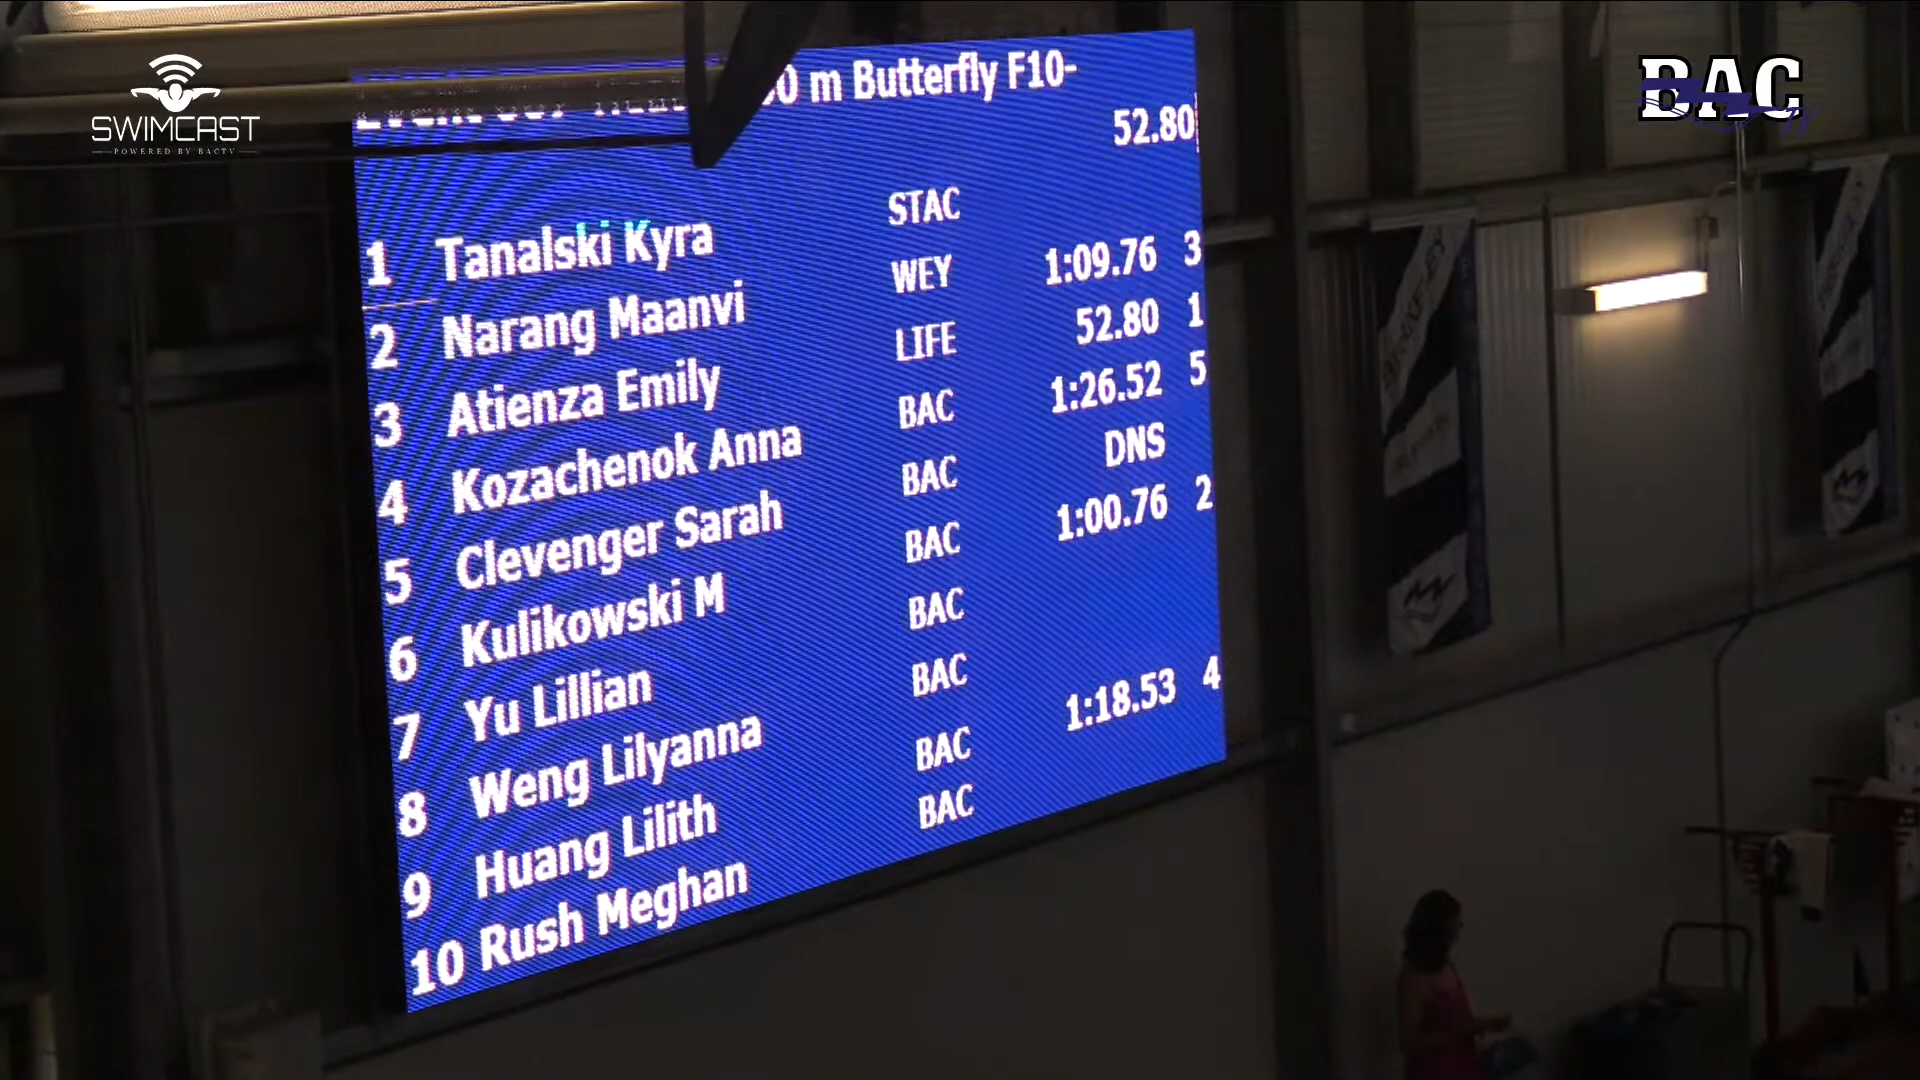 SWIMCAST
POWERED BY BACTV
BAC
m Butterfly F10-
52.80
1 Tanalski Kyra STAC
2 Narang Maanvi WEY 1:09.76 3
3 Atienza Emily LIFE 52.80 1
4 Kozachenok Anna BAC 1:26.52 5
5 Clevenger Sarah BAC DNS
6 Kulikowski M BAC 1:00.76 2
7 Yu Lillian BAC
8 Weng Lilyanna BAC
9 Huang Lilith BAC 1:18.53 4
10 Rush Meghan BAC